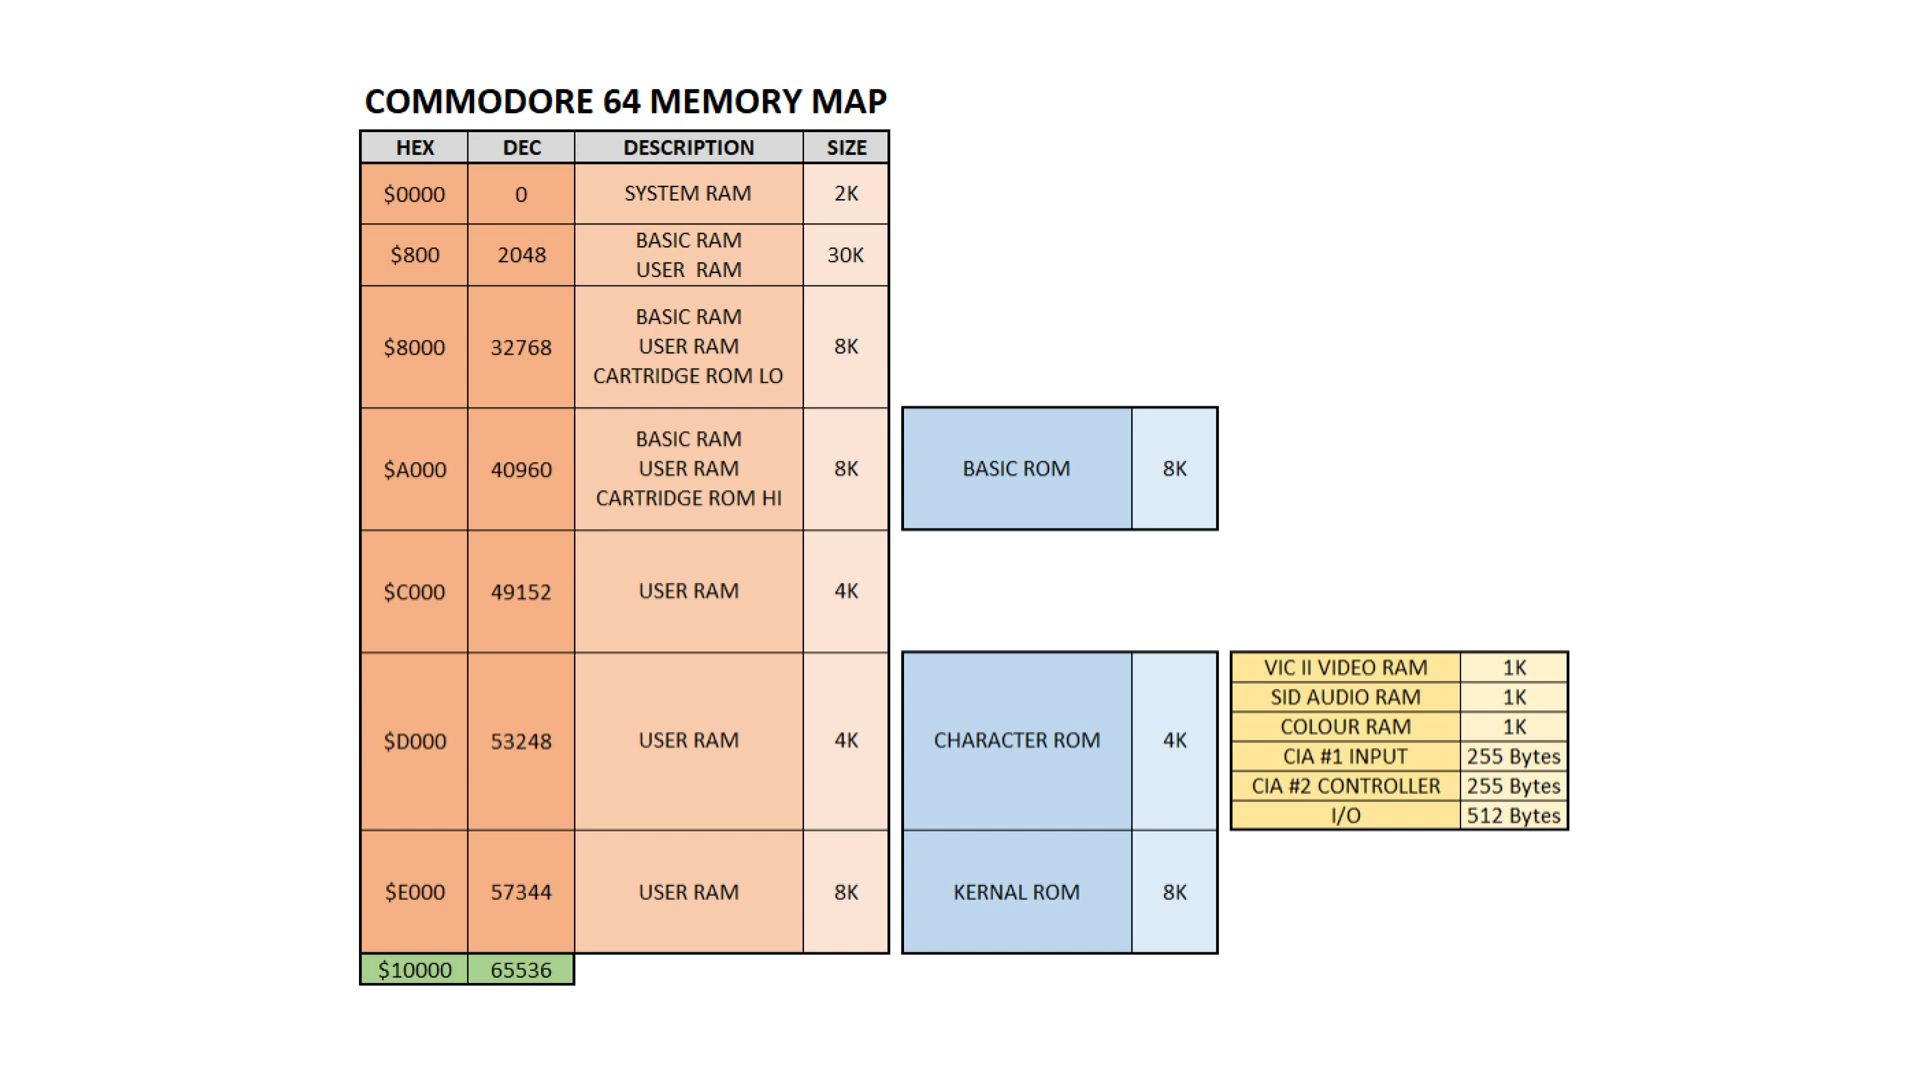 COMMODORE 64 MEMORY MAP
HEX DEC DESCRIPTION SIZE
$0000 0 SYSTEM RAM 2K
$800 2048 BASIC RAM
USER RAM 30K
$8000 32768 BASIC RAM
USER RAM
CARTRIDGE ROM LO 8K
$A000 40960 BASIC RAM
USER RAM
CARTRIDGE ROM HI 8K
BASIC ROM 8K
$C000 49152 USER RAM 4K
$D000 53248 USER RAM 4K
CHARACTER ROM 4K
VIC II VIDEO RAM 1K
SID AUDIO RAM 1K
COLOUR RAM 1K
CIA #1 INPUT 255 Bytes
CIA #2 CONTROLLER 255 Bytes
I/O 512 Bytes
$E000 57344 USER RAM 8K
KERNAL ROM 8K
$10000 65536